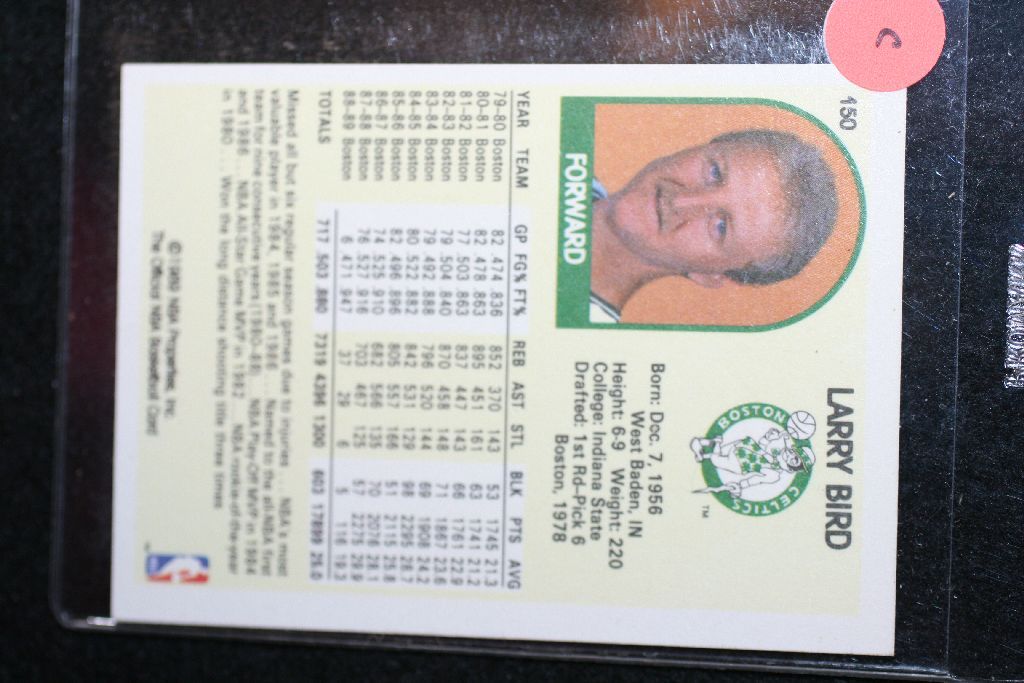 C
150
LARRY BIRD
FORWARD
BOSTON CELTICS
TM
Born: Dec. 7, 1956
West Baden, IN
Height: 6-9 Weight: 220
College: Indiana State
Drafted: 1st Rd–Pick 6
Boston, 1978
YEAR TEAM GP FG% FT% REB AST STL BLK PTS AVG
79-80 Boston 82 .474 .836 852 370 143 53 1745 21.3
80-81 Boston 82 .478 .863 895 451 161 63 1741 21.2
81-82 Boston 77 .503 .863 837 447 143 66 1761 22.9
82-83 Boston 79 .504 .840 870 458 148 71 1867 23.6
83-84 Boston 79 .492 .888 796 520 144 69 1908 24.2
84-85 Boston 80 .522 .882 842 531 129 98 2295 28.7
85-86 Boston 82 .496 .896 805 557 166 51 2115 25.8
86-87 Boston 74 .525 .910 682 566 135 70 2076 28.1
87-88 Boston 76 .527 .916 703 467 125 57 2275 29.9
88-89 Boston 6 .471 .947 37 29 6 5 116 19.3
TOTALS 717 .503 .880 7319 4396 1300 603 17899 25.0
Missed all but six regular season games due to injuries ... NBA's most
valuable player in 1984, 1985 and 1986 ... Named to the all-NBA first
team for nine consecutive years (1980-88) ... NBA Play-Off MVP in 1984
and 1986 ... NBA All-Star Game MVP in 1982 ... NBA rookie-of-the-year
in 1980 ... Won the long distance shooting title three times
© 1989 NBA Properties, Inc.
The Official NBA Basketball Card